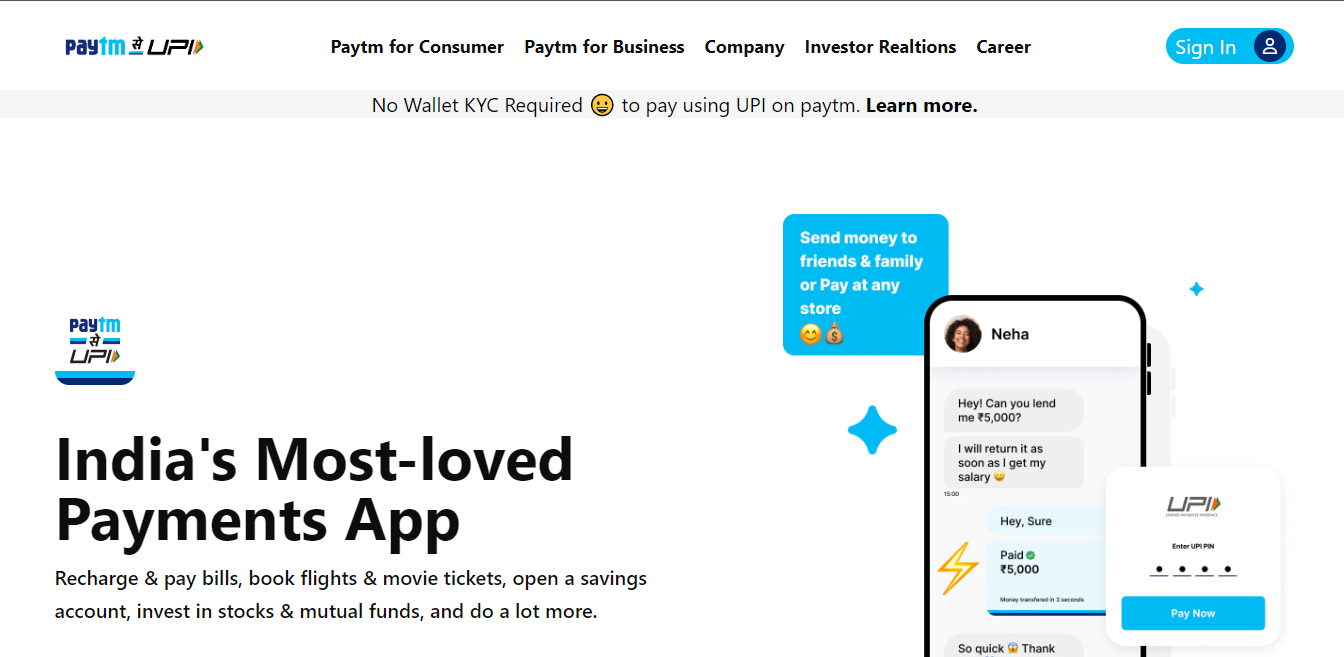 paytm से UPI
Paytm for Consumer Paytm for Business Company Investor Realtions Career
Sign In
No Wallet KYC Required 😀 to pay using UPI on paytm. Learn more.
Send money to
friends & family
or Pay at any
store
😊💰
Neha
Hey! Can you lend
me ₹5,000?
I will return it as
soon as I get my
salary 😅
15:00
Hey, Sure
Paid
₹5,000
Money transfered in 3 seconds
So quick 😱 Thank
UPI
UNIFIED PAYMENTS INTERFACE
Enter UPI PIN
Pay Now
paytm
से
UPI
India's Most-loved
Payments App
Recharge & pay bills, book flights & movie tickets, open a savings
account, invest in stocks & mutual funds, and do a lot more.